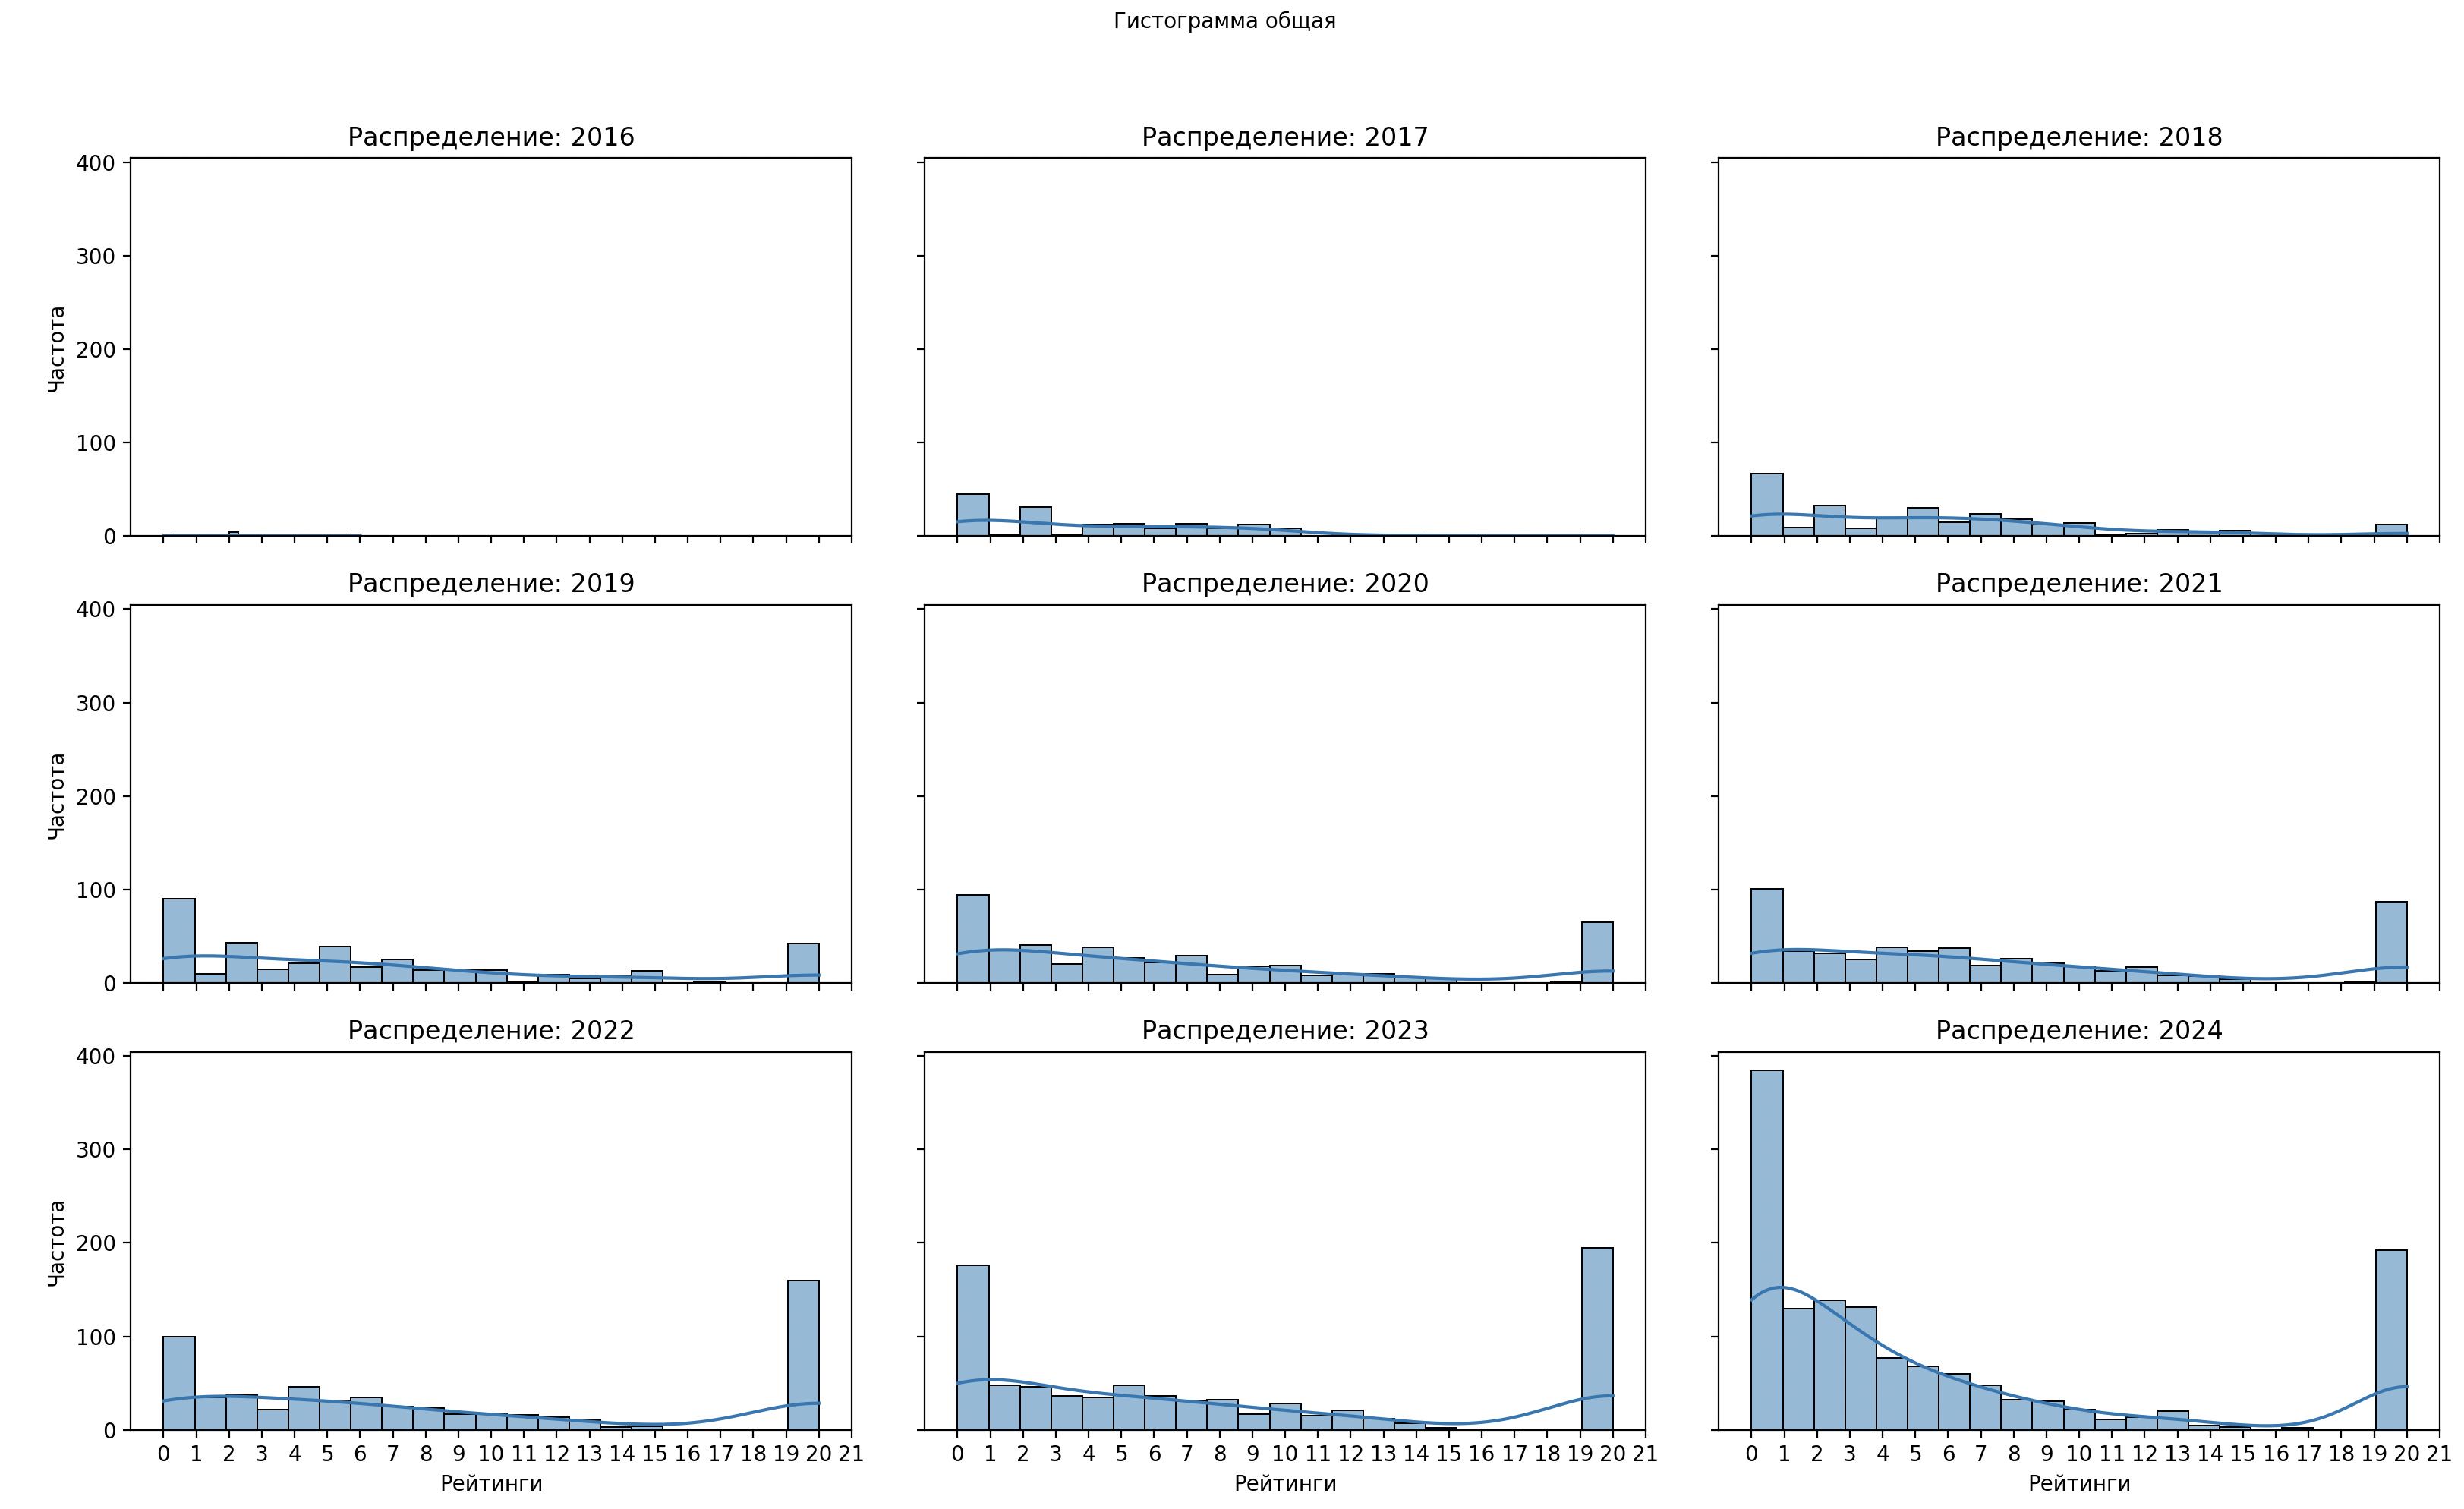 Гистограмма общая
Распределение: 2016
Распределение: 2017
Распределение: 2018
400
300
200
100
0
Частота
Распределение: 2019
Распределение: 2020
Распределение: 2021
400
300
200
100
0
Частота
Распределение: 2022
Распределение: 2023
Распределение: 2024
400
300
200
100
0
Частота
0 1 2 3 4 5 6 7 8 9 10 11 12 13 14 15 16 17 18 19 20 21
0 1 2 3 4 5 6 7 8 9 10 11 12 13 14 15 16 17 18 19 20 21
0 1 2 3 4 5 6 7 8 9 10 11 12 13 14 15 16 17 18 19 20 21
Рейтинги
Рейтинги
Рейтинги